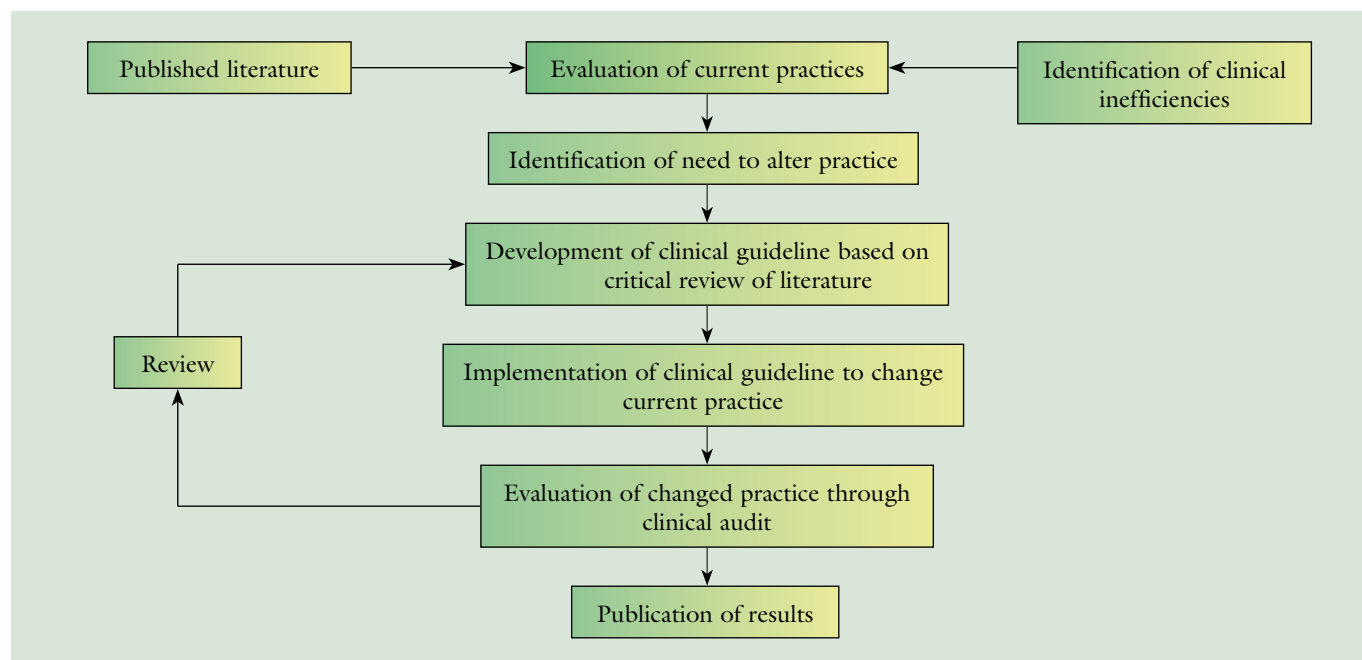 Published literature
Evaluation of current practices
Identification of clinical
inefficiencies
Identification of need to alter practice
Development of clinical guideline based on
critical review of literature
Review
Implementation of clinical guideline to change
current practice
Evaluation of changed practice through
clinical audit
Publication of results